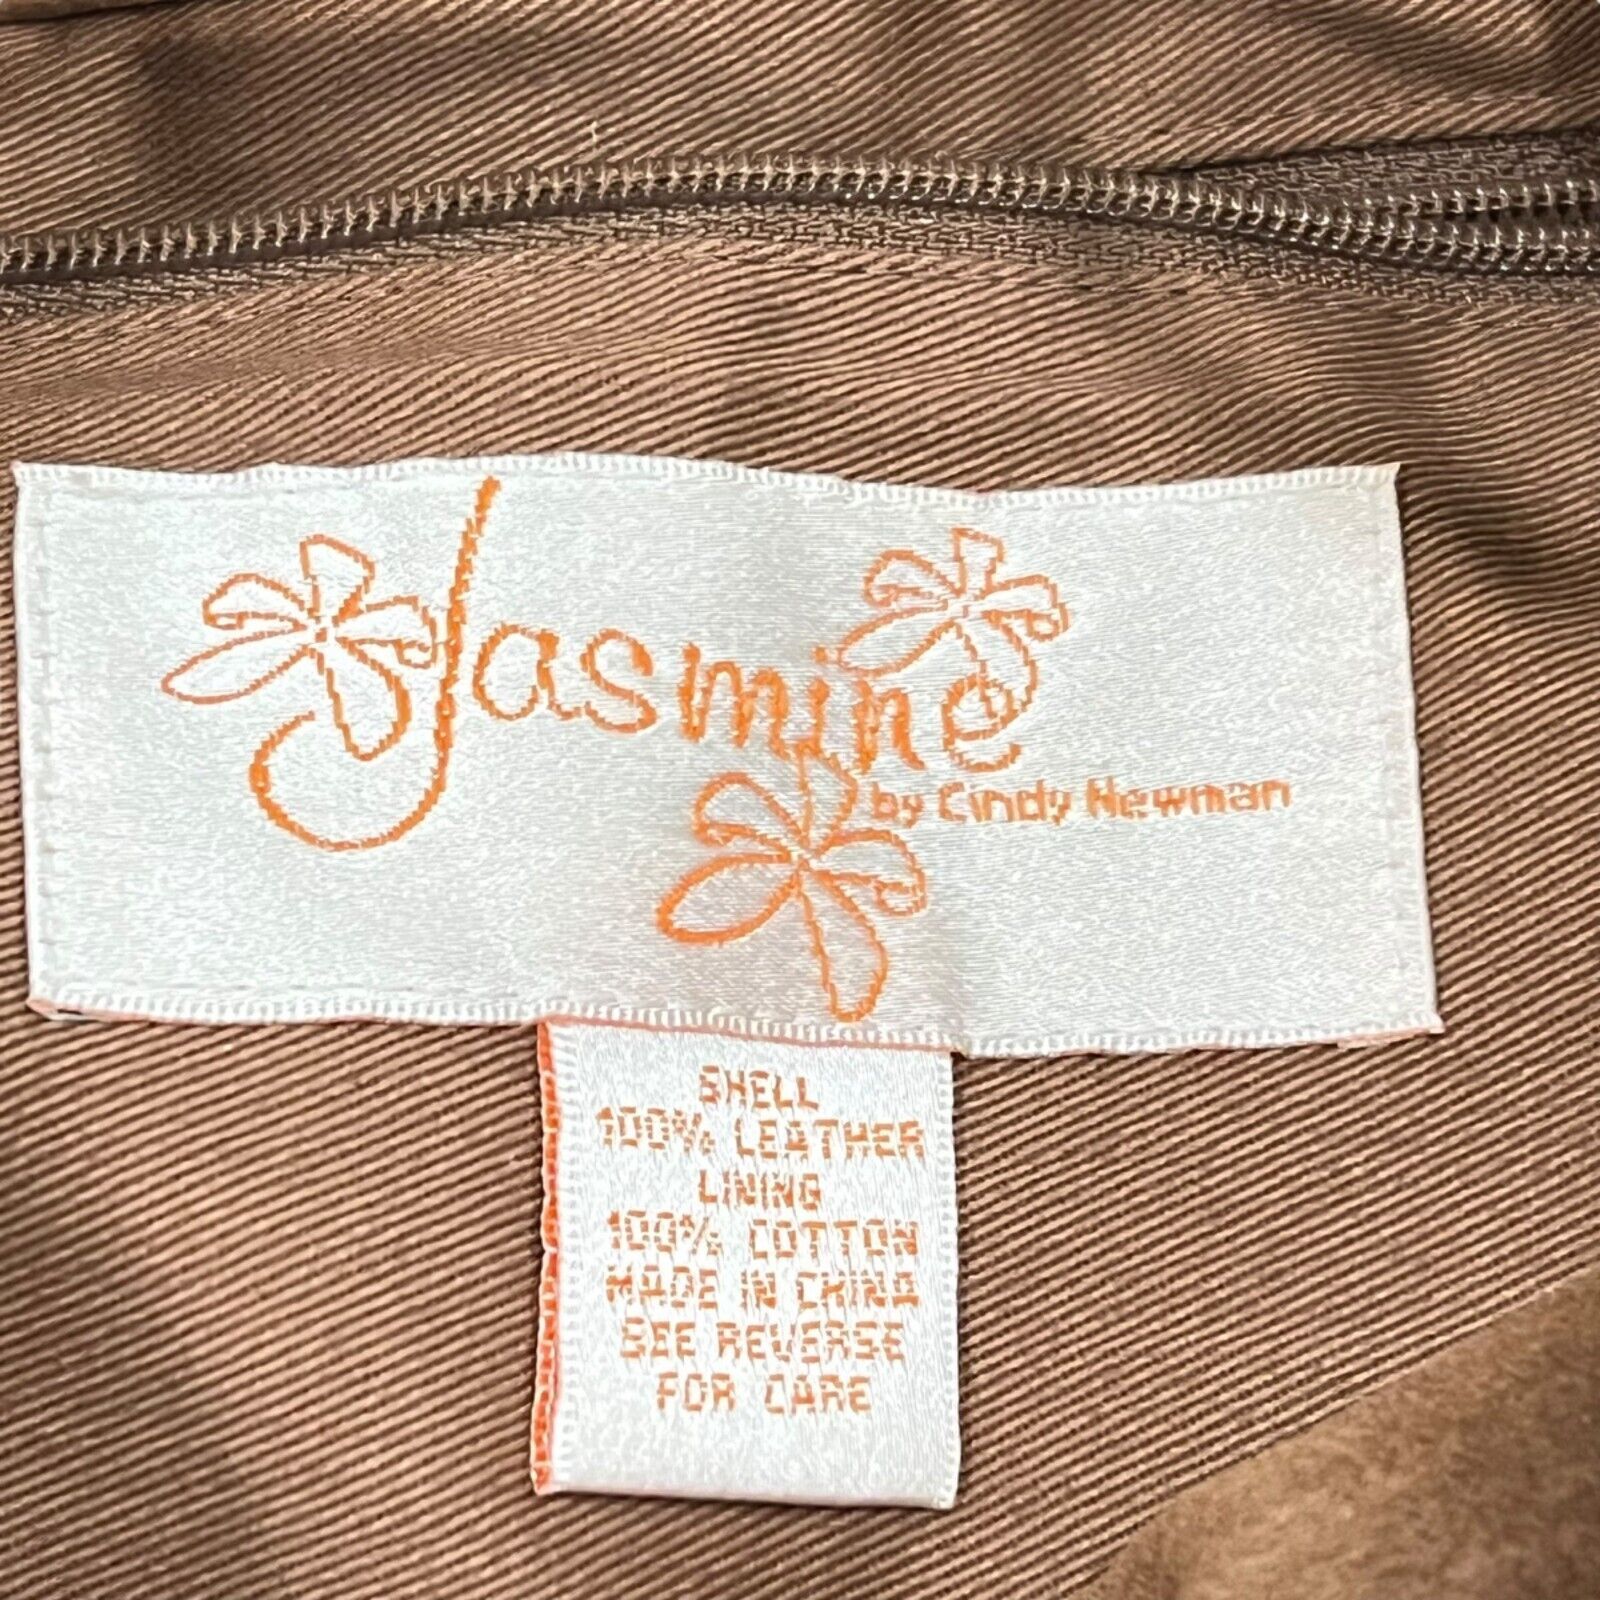 Jasmine
by Cindy Newman
SHELL
100% LEATHER
LINING
100% COTTON
MADE IN CHINA
SEE REVERSE
FOR CARE